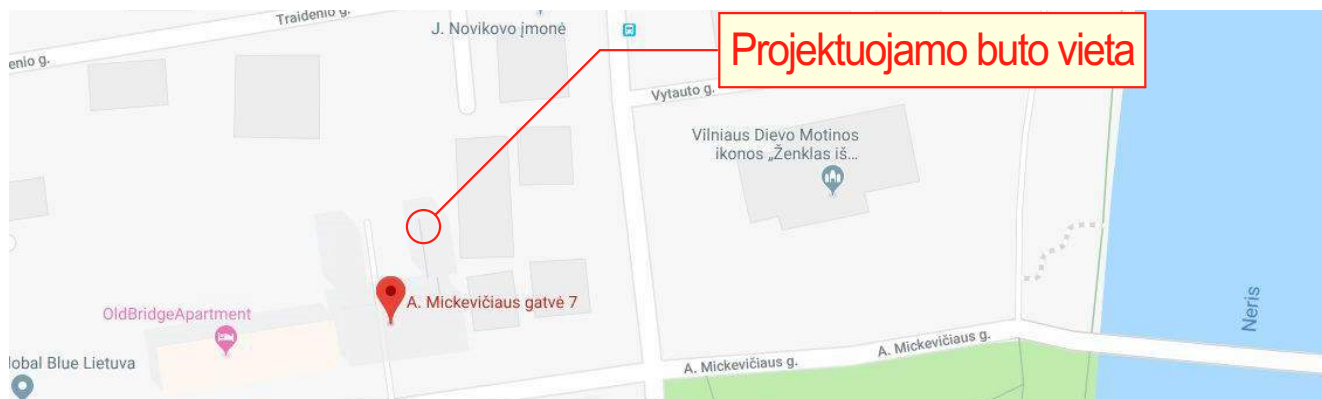 Traidenio g.
J. Novikovo įmonė
Projektuojamo buto vieta
enio g.
Vytauto g.
Vilniaus Dievo Motinos
ikonos „Ženklas iš...
A. Mickevičiaus gatvė 7
OldBridgeApartment
Neris
A. Mickevičiaus g.
lobal Blue Lietuva
A. Mickevičiaus g.